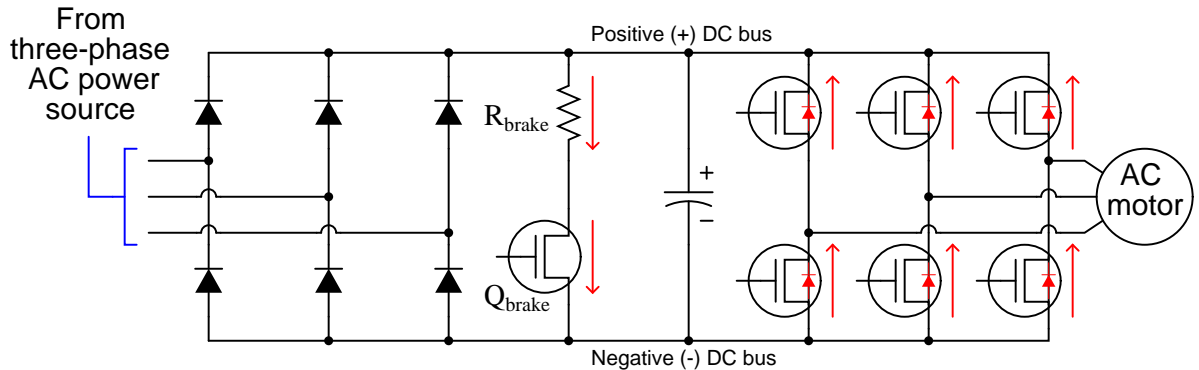 From
three-phase
AC power
source
Positive (+) DC bus
Rbrake
Qbrake
+
−
AC
motor
Negative (-) DC bus